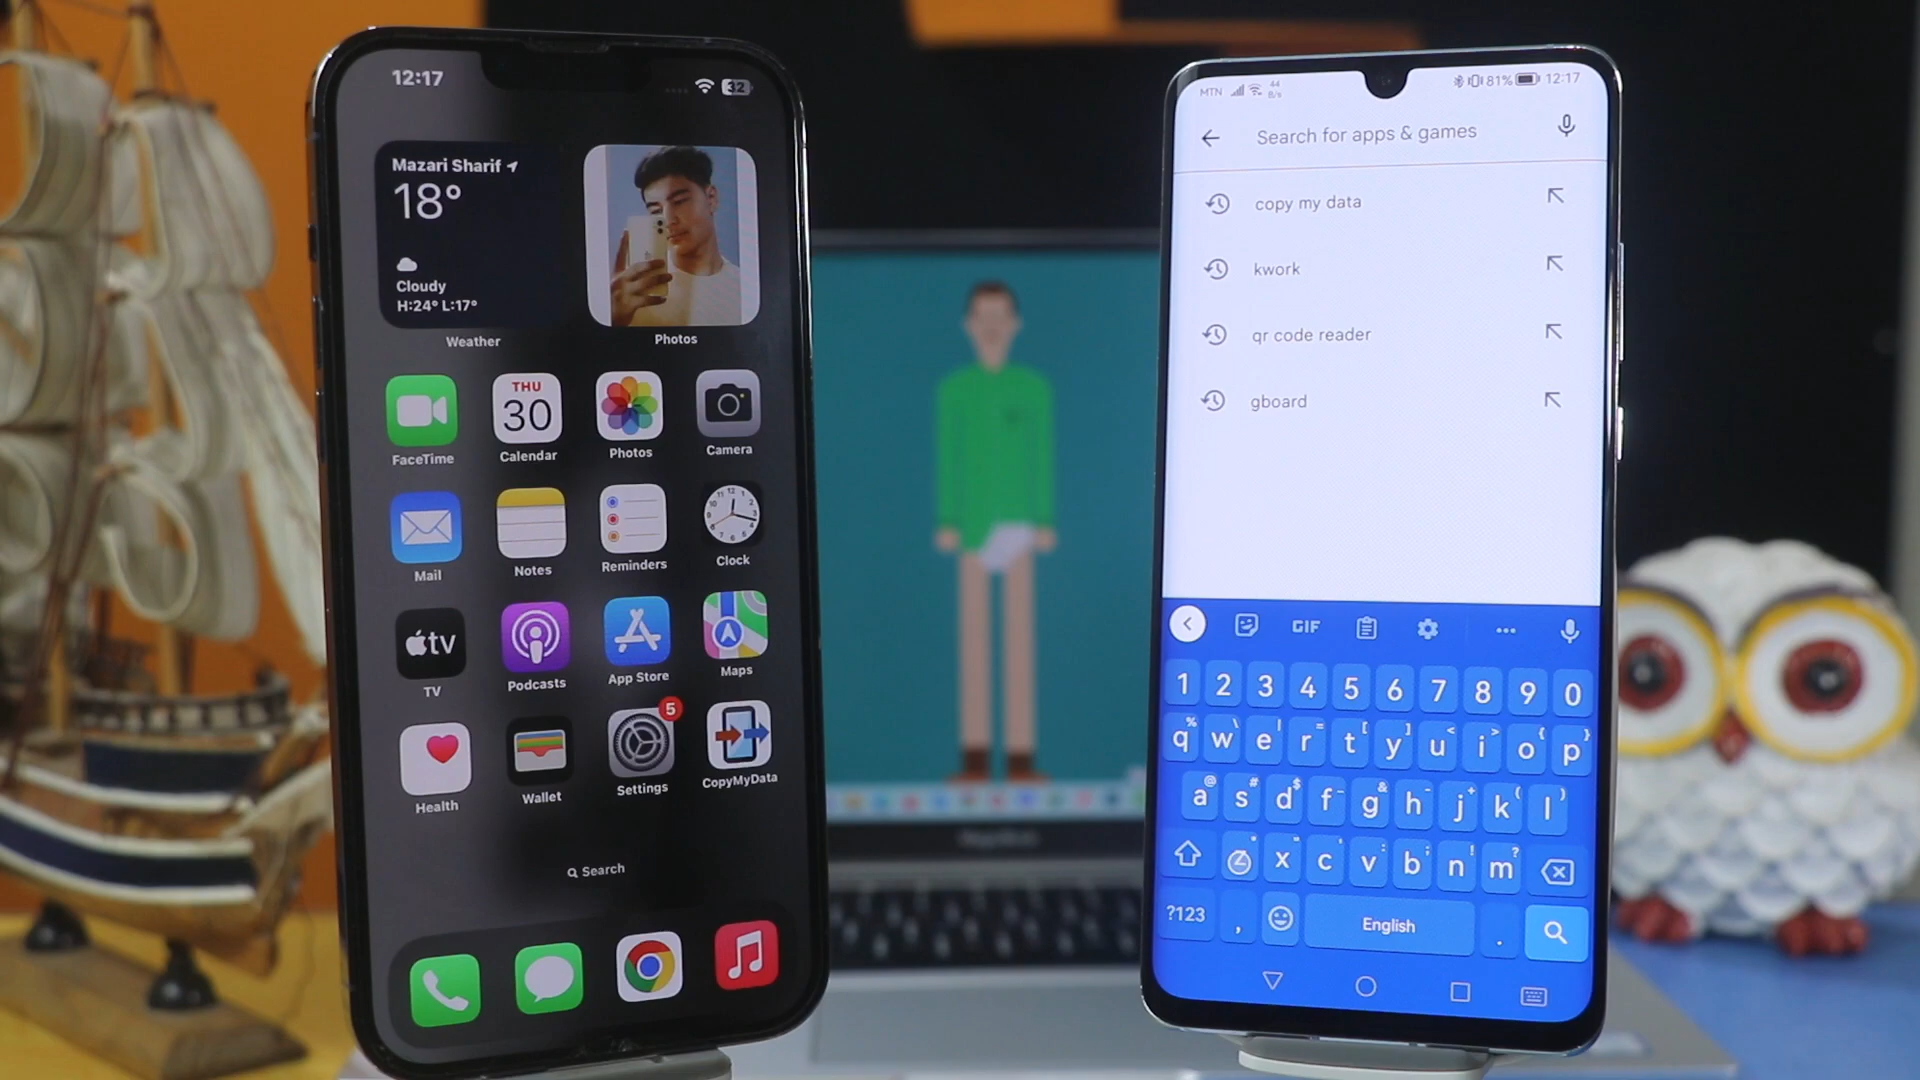 12:17
32
Mazari Sharif
18°
Cloudy
H:24° L:17°
Weather
Photos
THU
30
FaceTime
Calendar
Photos
Camera
Mail
Notes
Reminders
Clock
tv
TV
Podcasts
App Store
Maps
5
Health
Wallet
Settings
CopyMyData
Search
MTN
44
B/s
81%
12:17
Search for apps & games
copy my data
kwork
qr code reader
gboard
GIF
1 2 3 4 5 6 7 8 9 0
q w e r t y u i o p
a s d f g h j k l
z x c v b n m
?123 , English .